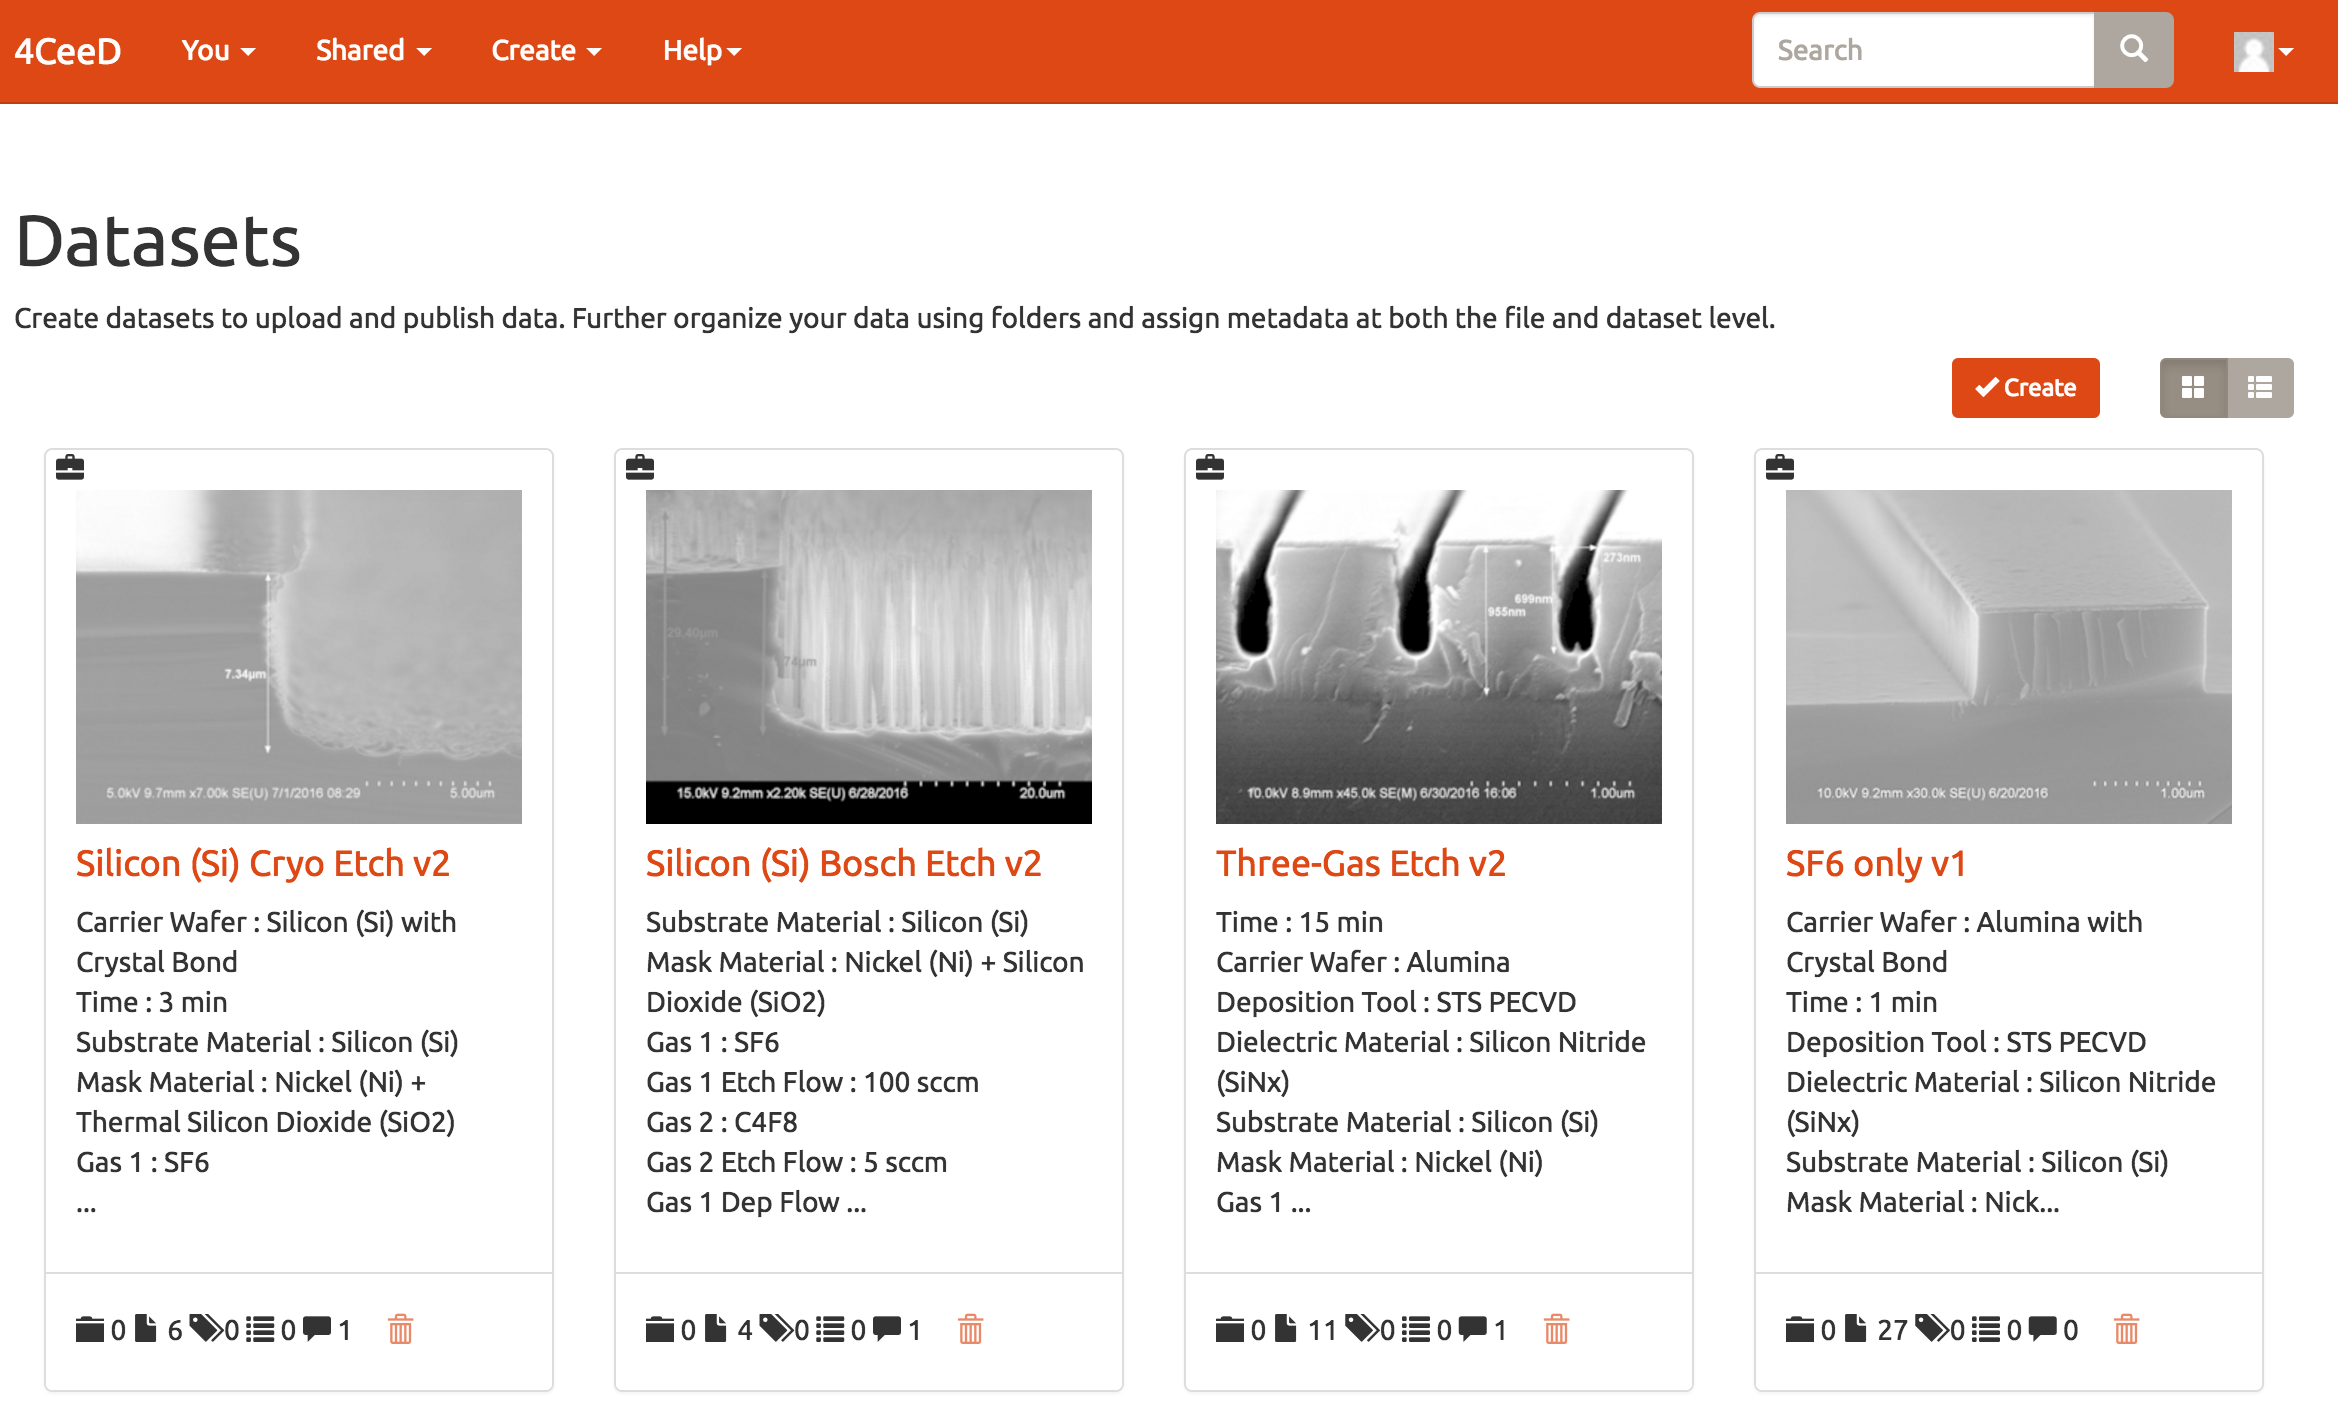 4CeeD You Shared Create Help Search
Datasets
Create datasets to upload and publish data. Further organize your data using folders and assign metadata at both the file and dataset level.
Create
7.34µm
5.0kV 9.7mm x7.00k SE(U) 7/1/2016 08:29 5.00um
Silicon (Si) Cryo Etch v2
Carrier Wafer : Silicon (Si) with
Crystal Bond
Time : 3 min
Substrate Material : Silicon (Si)
Mask Material : Nickel (Ni) +
Thermal Silicon Dioxide (SiO2)
Gas 1 : SF6
...
0 6 0 0 1
29.40µm
74µm
15.0kV 9.2mm x2.20k SE(U) 6/28/2016 20.0um
Silicon (Si) Bosch Etch v2
Substrate Material : Silicon (Si)
Mask Material : Nickel (Ni) + Silicon
Dioxide (SiO2)
Gas 1 : SF6
Gas 1 Etch Flow : 100 sccm
Gas 2 : C4F8
Gas 2 Etch Flow : 5 sccm
Gas 1 Dep Flow ...
0 4 0 0 1
273nm
699nm
955nm
10.0kV 8.9mm x45.0k SE(M) 6/30/2016 16:06 1.00um
Three-Gas Etch v2
Time : 15 min
Carrier Wafer : Alumina
Deposition Tool : STS PECVD
Dielectric Material : Silicon Nitride
(SiNx)
Substrate Material : Silicon (Si)
Mask Material : Nickel (Ni)
Gas 1 ...
0 11 0 0 1
10.0kV 9.2mm x30.0k SE(U) 6/20/2016 1.00um
SF6 only v1
Carrier Wafer : Alumina with
Crystal Bond
Time : 1 min
Deposition Tool : STS PECVD
Dielectric Material : Silicon Nitride
(SiNx)
Substrate Material : Silicon (Si)
Mask Material : Nick...
0 27 0 0 0